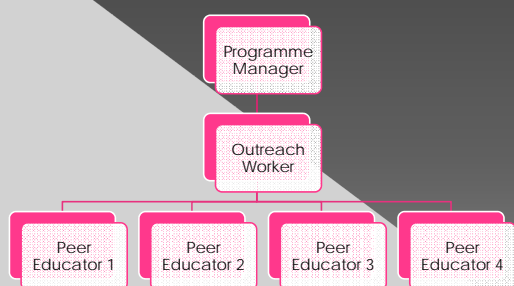 Programme
Manager
Outreach
Worker
Peer
Educator 1
Peer
Educator 2
Peer
Educator 3
Peer
Educator 4